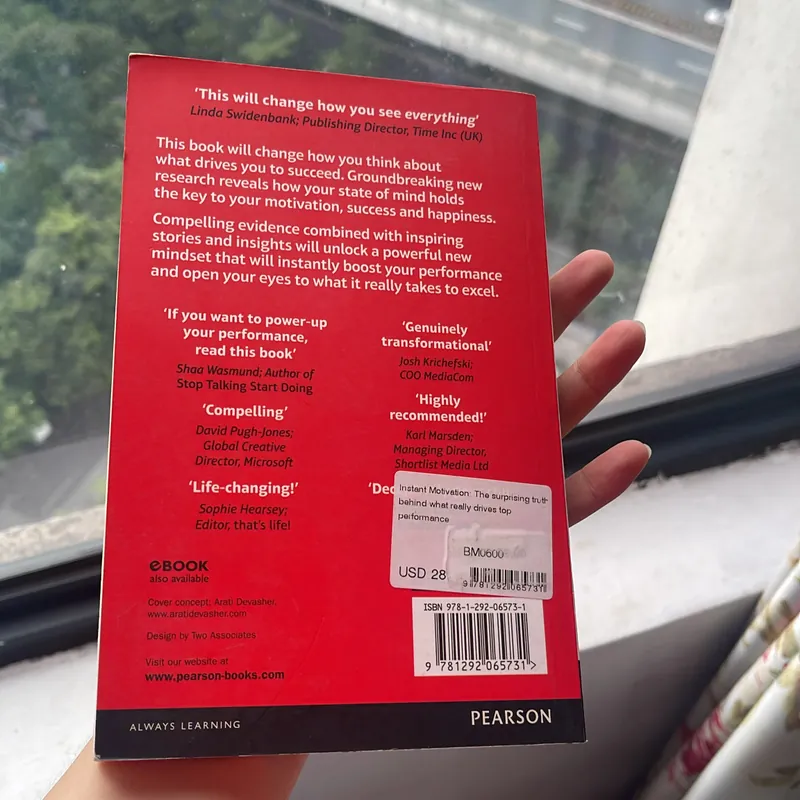 ‘This will change how you see everything’
Linda Swidenbank; Publishing Director, Time Inc (UK)
This book will change how you think about
what drives you to succeed. Groundbreaking new
research reveals how your state of mind holds
the key to your motivation, success and happiness.
Compelling evidence combined with inspiring
stories and insights will unlock a powerful new
mindset that will instantly boost your performance
and open your eyes to what it really takes to excel.
‘If you want to power-up
your performance,
read this book’
Shaa Wasmund; Author of
Stop Talking Start Doing
‘Compelling’
David Pugh-Jones;
Global Creative
Director, Microsoft
‘Life-changing!’
Sophie Hearsey;
Editor, that's life!
‘Genuinely
transformational’
Josh Krichefski;
COO MediaCom
‘Highly
recommended!’
Karl Marsden;
Managing Director,
Shortlist Media Ltd
Instant Motivation: The surprising truth
behind what really drives top
performance
BM0600
USD 28
9781292065731
eBOOK
also available
Cover concept; Arati Devasher,
www.aratidevasher.com
Design by Two Associates
Visit our website at
www.pearson-books.com
ISBN 978-1-292-06573-1
9 781292 065731 >
ALWAYS LEARNING
PEARSON